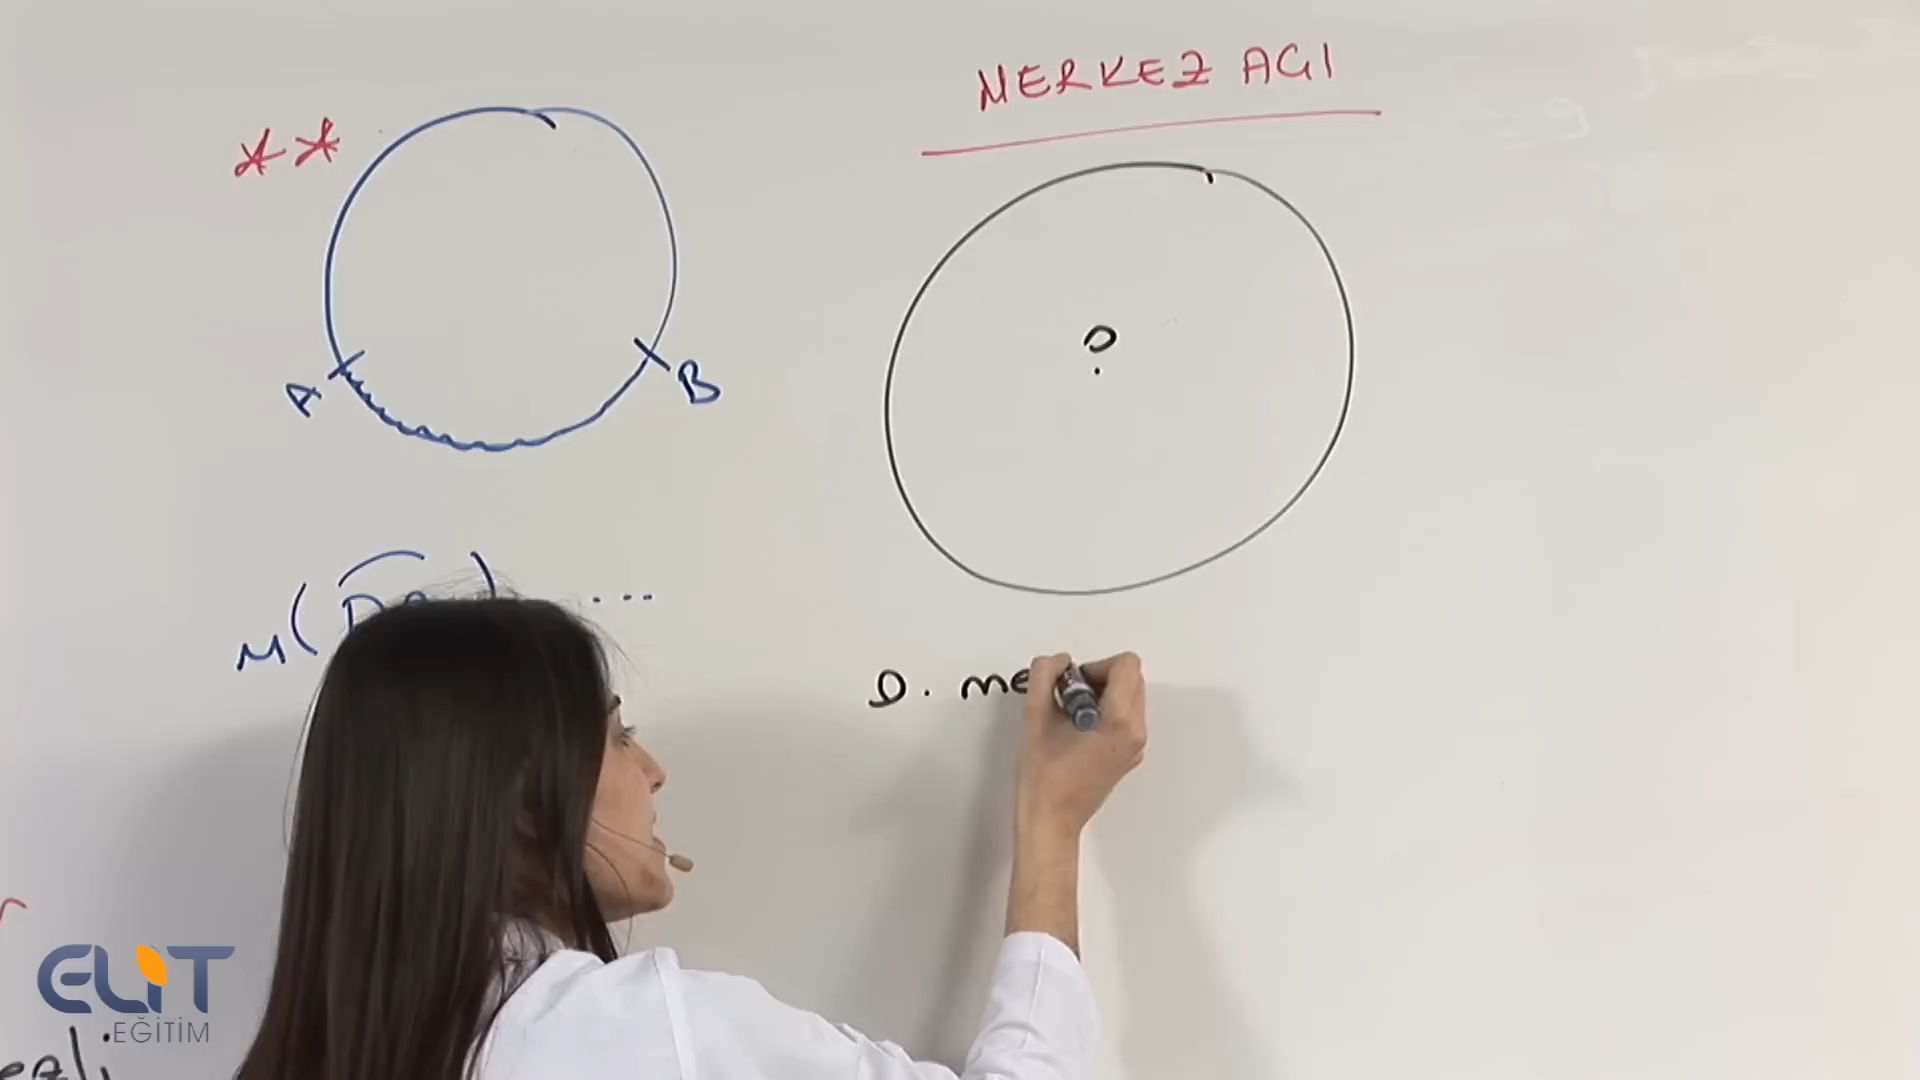 MERKEZ AÇI
**
O
A
B
...
O. me
ELİT
EĞİTİM